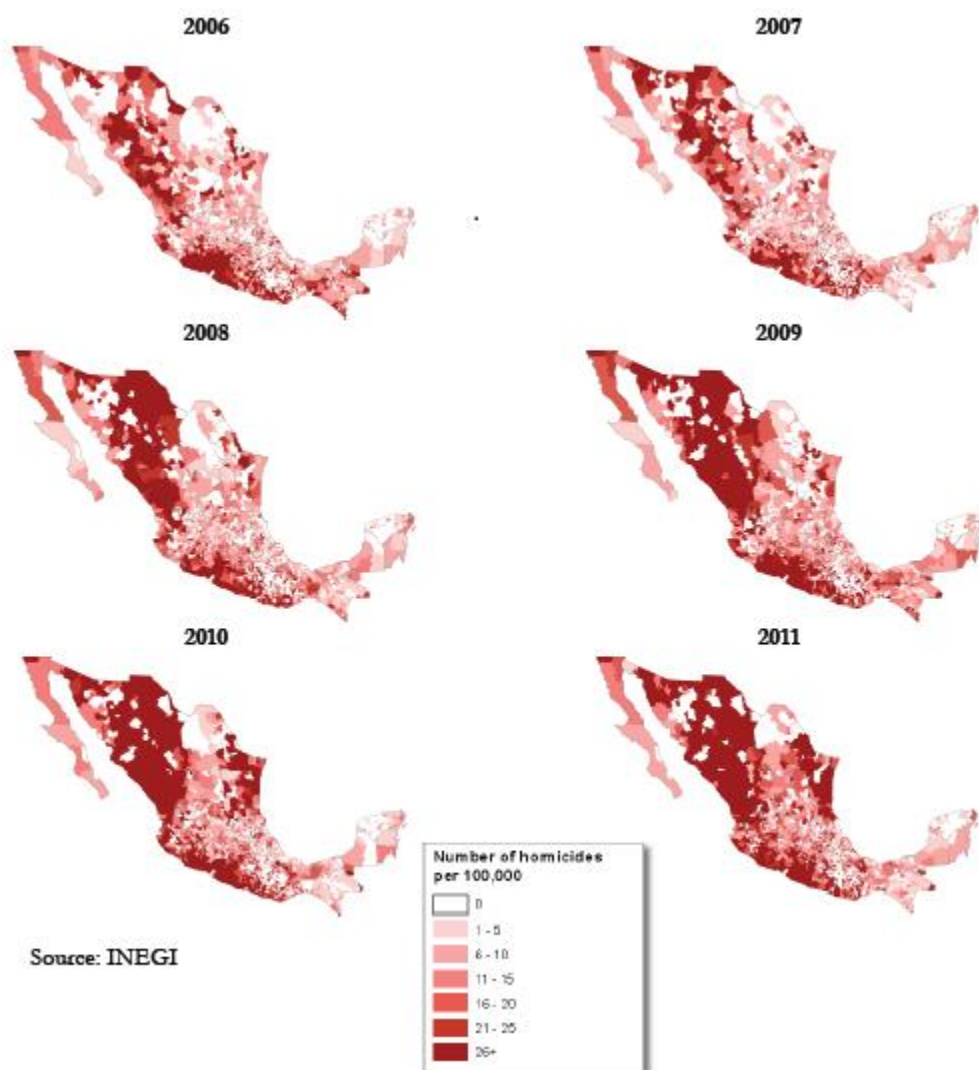 2006
2007
2008
2009
2010
2011
Number of homicides
per 100,000
0
1 - 5
6 - 10
11 - 15
16 - 20
21 - 25
26+
Source: INEGI